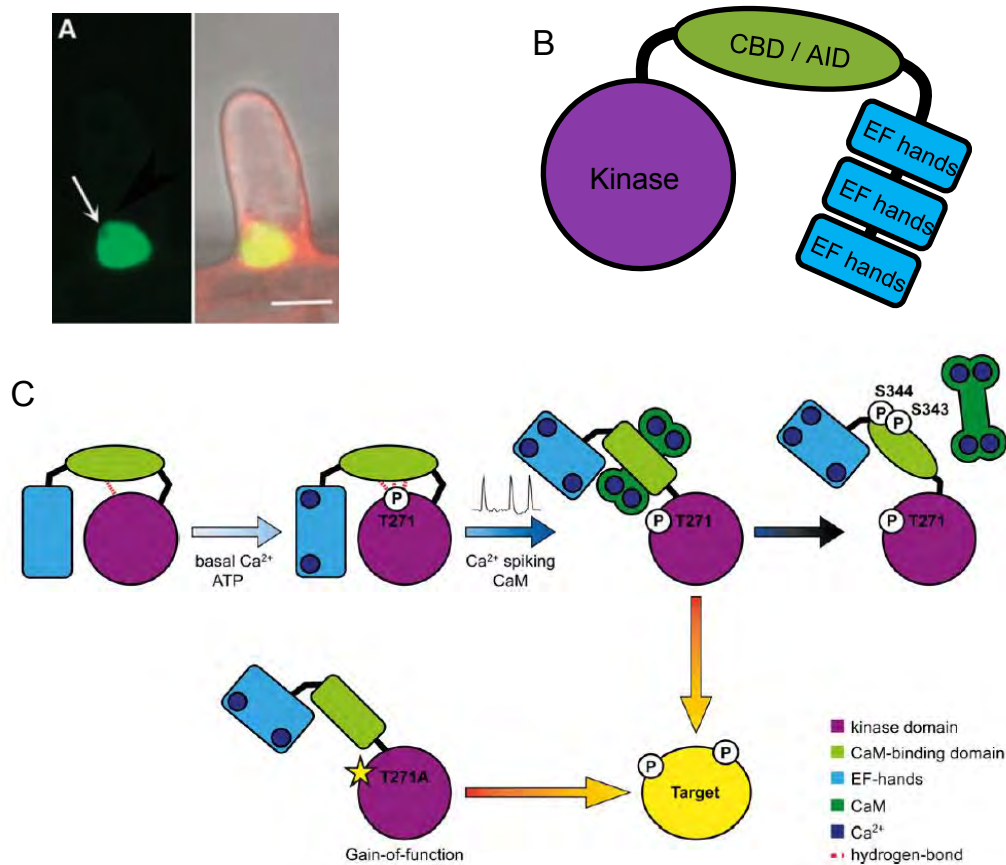 A
B
CBD / AID
Kinase
EF hands
EF hands
EF hands
C
basal Ca²⁺
ATP
P
T271
Ca²⁺ spiking
CaM
P
T271
S344
P
P
S343
P
T271
T271A
Gain-of-function
P
P
Target
kinase domain
CaM-binding domain
EF-hands
CaM
Ca²⁺
hydrogen-bond